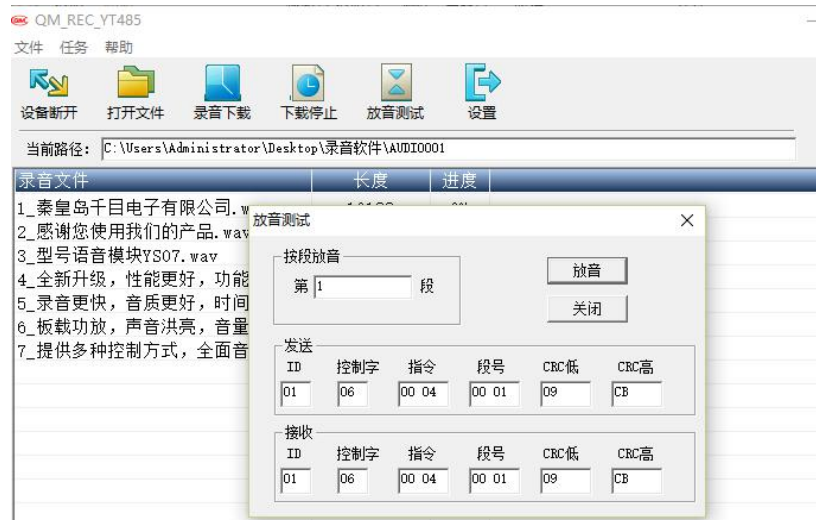 QM QM_REC_YT485
文件 任务 帮助
设备断开 打开文件 录音下载 下载停止 放音测试 设置
当前路径: C:\Users\Administrator\Desktop\录音软件\AUDIO001
录音文件 长度 进度
1_秦皇岛千目电子有限公司.w
2_感谢您使用我们的产品.wav
3_型号语音模块YS07.wav
4_全新升级，性能更好，功能
5_录音更快，音质更好，时间
6_板载功放，声音洪亮，音量
7_提供多种控制方式，全面音
放音测试
按段放音
第 1 段
放音
关闭
发送
ID 控制字 指令 段号 CRC低 CRC高
01 06 00 04 00 01 09 CB
接收
ID 控制字 指令 段号 CRC低 CRC高
01 06 00 04 00 01 09 CB